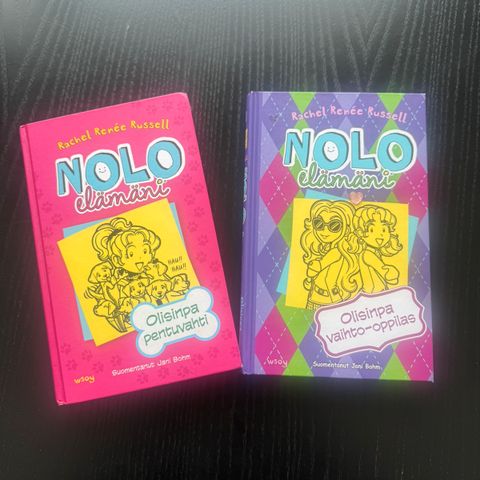 Rachel Renée Russell
NOLO
elämäni
HAU!!
HAU!!
Olisinpa
pentuvahti
wsoy
Suomentanut Jani Bohm
Rachel Renée Russell
NOLO
elämäni
Olisinpa
vaihto-oppilas
wsoy
Suomentanut Jani Bohm